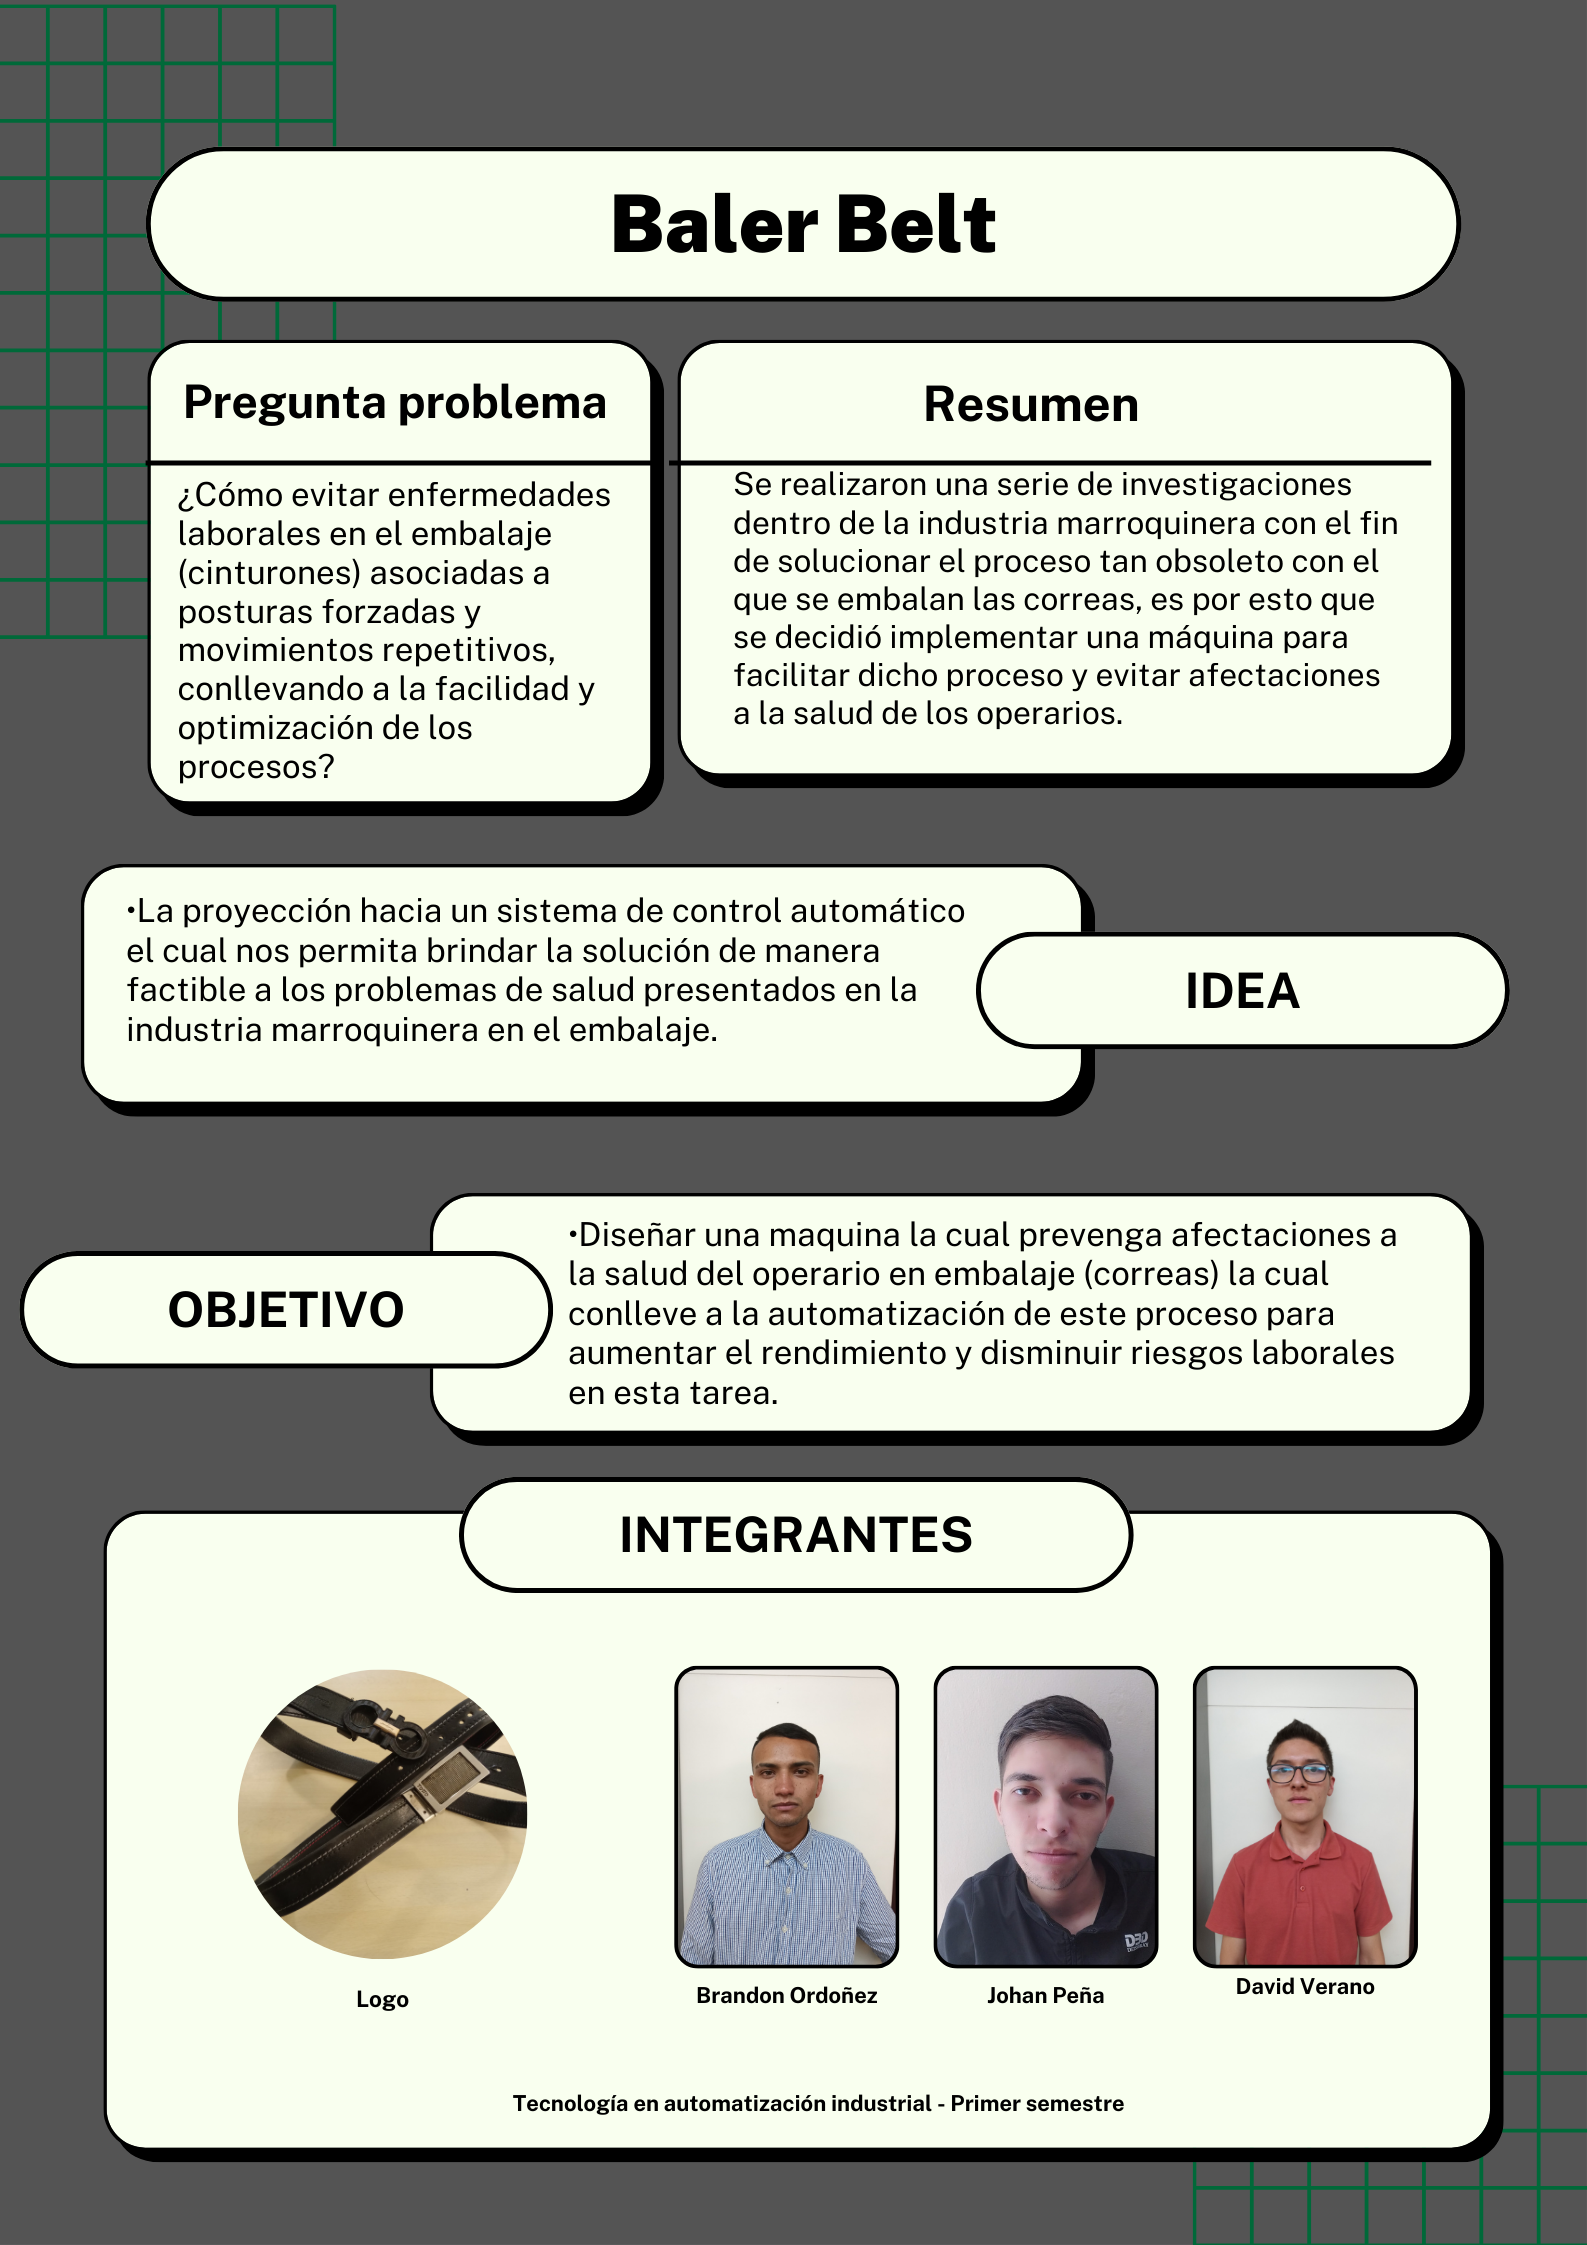 Baler Belt
Pregunta problema
¿Cómo evitar enfermedades
laborales en el embalaje
(cinturones) asociadas a
posturas forzadas y
movimientos repetitivos,
conllevando a la facilidad y
optimización de los
procesos?
Resumen
Se realizaron una serie de investigaciones
dentro de la industria marroquinera con el fin
de solucionar el proceso tan obsoleto con el
que se embalan las correas, es por esto que
se decidió implementar una máquina para
facilitar dicho proceso y evitar afectaciones
a la salud de los operarios.
•La proyección hacia un sistema de control automático
el cual nos permita brindar la solución de manera
factible a los problemas de salud presentados en la
industria marroquinera en el embalaje.
IDEA
OBJETIVO
•Diseñar una maquina la cual prevenga afectaciones a
la salud del operario en embalaje (correas) la cual
conlleve a la automatización de este proceso para
aumentar el rendimiento y disminuir riesgos laborales
en esta tarea.
INTEGRANTES
Logo
Brandon Ordoñez
Johan Peña
David Verano
Tecnología en automatización industrial - Primer semestre